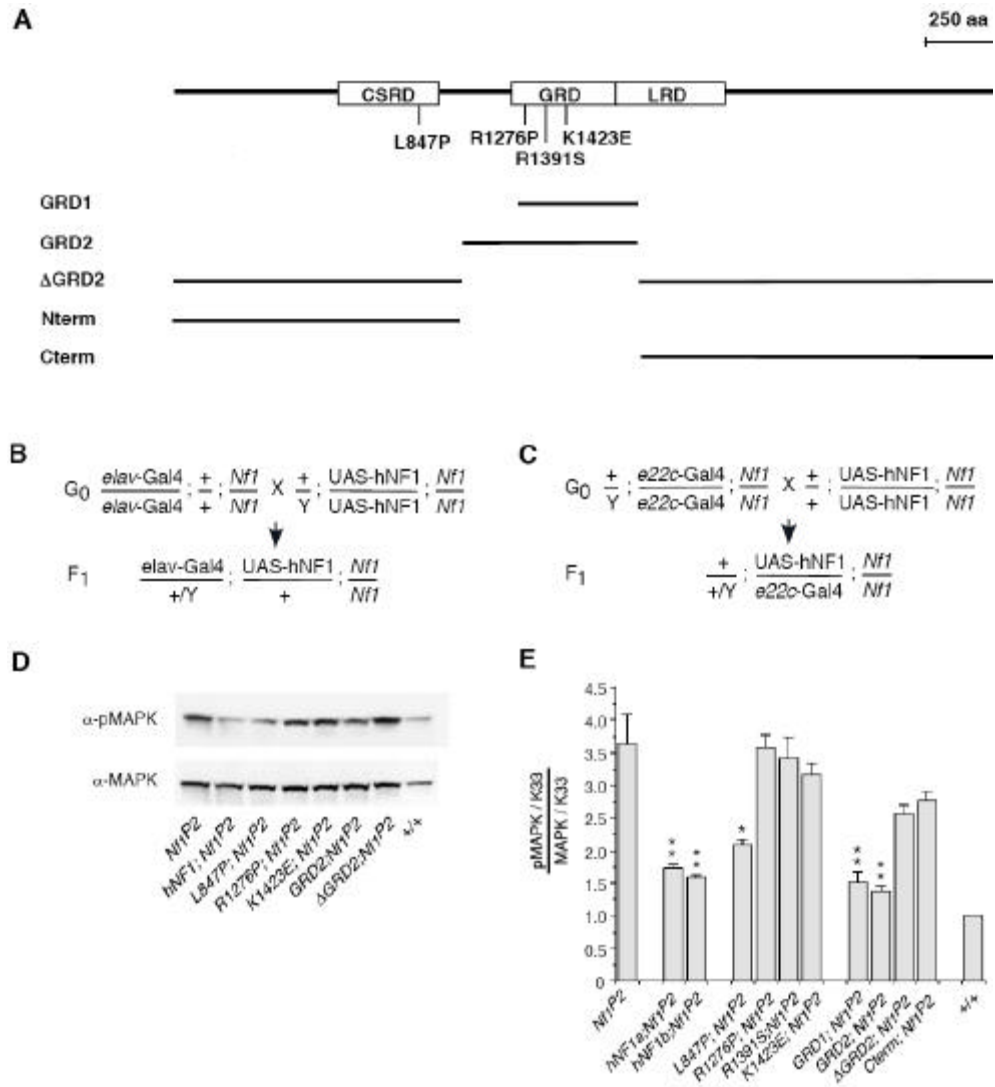 A
250 aa
CSRD GRD LRD
L847P R1276P K1423E
R1391S
GRD1
GRD2
ΔGRD2
Nterm
Cterm
B
G0 elav-Gal4 / elav-Gal4 ; + / + ; Nf1 / Nf1 X + / Y ; UAS-hNF1 / UAS-hNF1 ; Nf1 / Nf1
F1 elav-Gal4 / +/Y ; UAS-hNF1 / + ; Nf1 / Nf1
C
G0 + / Y ; e22c-Gal4 / e22c-Gal4 ; Nf1 / Nf1 X + / + ; UAS-hNF1 / UAS-hNF1 ; Nf1 / Nf1
F1 + / +/Y ; UAS-hNF1 / e22c-Gal4 ; Nf1 / Nf1
D
α-pMAPK
α-MAPK
Nf1P2
hNF1; Nf1P2
L847P; Nf1P2
R1276P; Nf1P2
K1423E; Nf1P2
GRD2;Nf1P2
ΔGRD2;Nf1P2
+/+
E
pMAPK / K33
MAPK / K33
4.5
4.0
3.5
3.0
2.5
2.0
1.5
1.0
0.5
0
** ** * ** **
Nf1P2
hNF1a;Nf1P2
hNF1b;Nf1P2
L847P; Nf1P2
R1276P; Nf1P2
R1391S;Nf1P2
K1423E; Nf1P2
GRD1; Nf1P2
GRD2; Nf1P2
ΔGRD2; Nf1P2
Cterm; Nf1P2
+/+